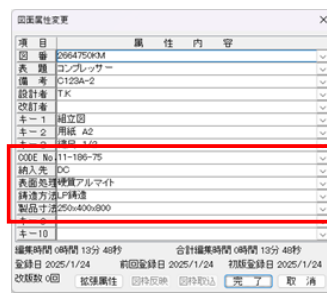 図面属性変更
項 目 属 性 内 容
図 番 2664750KM
表 題 コンプレッサー
備 考 C123A-2
設計者 T.K
改訂者
キー 1 組立図
キー 2 用紙 A2
CODE No. 11-186-75
納入先 DC
表面処理 硬質アルマイト
鋳造方法 LP鋳造
製品寸法 250x400x800
キー10
編集時間 0時間 13分 48秒 合計編集時間 0時間 13分 48秒
登録日 2025/1/24 前回登録日 2025/1/24 初版登録日 2025/1/24
改版数 0回 拡張属性 図枠反映 図枠取込 完 了 取 消